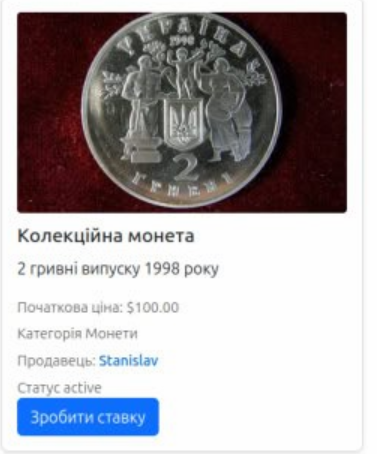 УКРАЇНА
1998
2
ГРИВНІ
Колекційна монета
2 гривні випуску 1998 року
Початкова ціна: $100.00
Категорія Монети
Продавець: Stanislav
Статус active
Зробити ставку